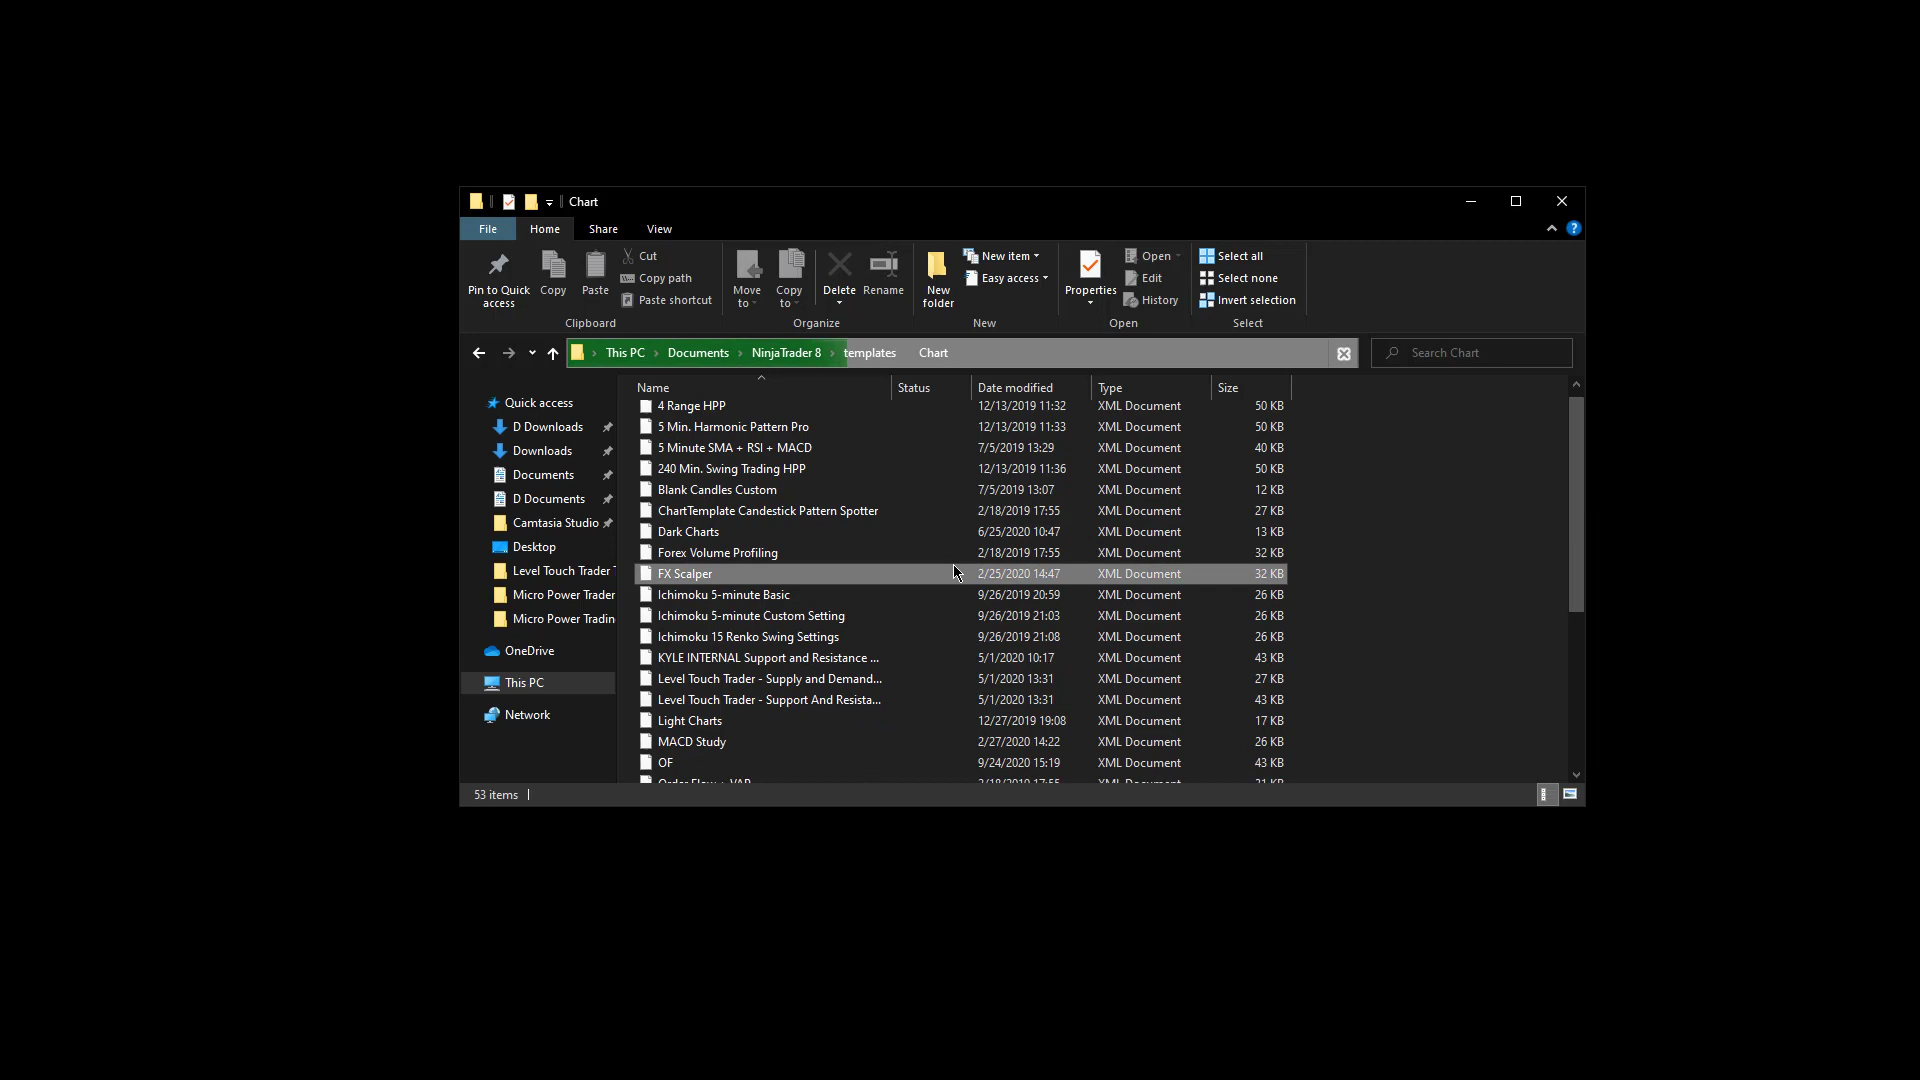 Chart
File Home Share View
Pin to Quick access
Copy
Paste
Cut
Copy path
Paste shortcut
Clipboard
Move to
Copy to
Delete
Rename
Organize
New folder
New item
Easy access
New
Properties
Open
Edit
History
Open
Select all
Select none
Invert selection
Select
This PC Documents NinjaTrader 8 templates Chart
Search Chart
Quick access
D Downloads
Downloads
Documents
D Documents
Camtasia Studio
Desktop
Level Touch Trader
Micro Power Trader
Micro Power Tradin
OneDrive
This PC
Network
Name Status Date modified Type Size
4 Range HPP 12/13/2019 11:32 XML Document 50 KB
5 Min. Harmonic Pattern Pro 12/13/2019 11:33 XML Document 50 KB
5 Minute SMA + RSI + MACD 7/5/2019 13:29 XML Document 40 KB
240 Min. Swing Trading HPP 12/13/2019 11:36 XML Document 50 KB
Blank Candles Custom 7/5/2019 13:07 XML Document 12 KB
ChartTemplate Candestick Pattern Spotter 2/18/2019 17:55 XML Document 27 KB
Dark Charts 6/25/2020 10:47 XML Document 13 KB
Forex Volume Profiling 2/18/2019 17:55 XML Document 32 KB
FX Scalper 2/25/2020 14:47 XML Document 32 KB
Ichimoku 5-minute Basic 9/26/2019 20:59 XML Document 26 KB
Ichimoku 5-minute Custom Setting 9/26/2019 21:03 XML Document 26 KB
Ichimoku 15 Renko Swing Settings 9/26/2019 21:08 XML Document 26 KB
KYLE INTERNAL Support and Resistance ... 5/1/2020 10:17 XML Document 43 KB
Level Touch Trader - Supply and Demand... 5/1/2020 13:31 XML Document 27 KB
Level Touch Trader - Support And Resista... 5/1/2020 13:31 XML Document 43 KB
Light Charts 12/27/2019 19:08 XML Document 17 KB
MACD Study 2/27/2020 14:22 XML Document 26 KB
OF 9/24/2020 15:19 XML Document 43 KB
Order Flow + VAP 2/18/2019 17:55 XML Document 31 KB
53 items